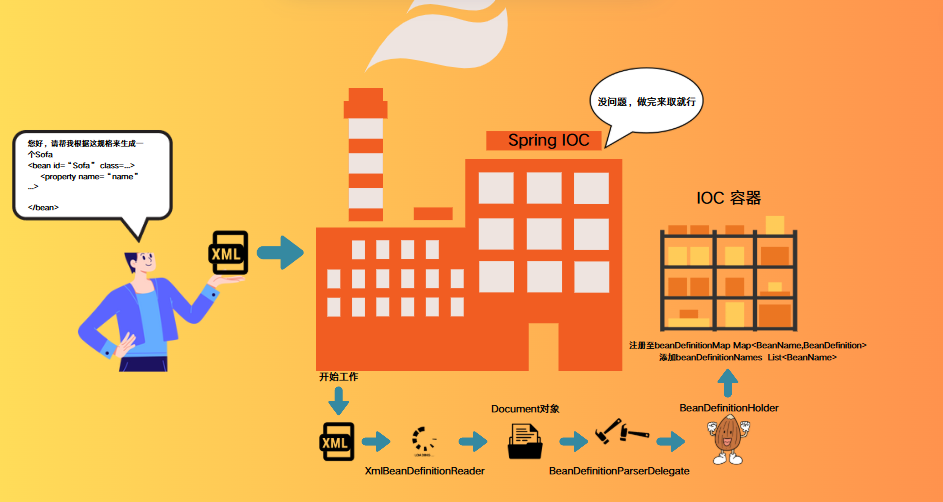 您好，请帮我根据这规格来生成一
个Sofa
<bean id=“Sofa” class=...>
<property name=“name”
...>
</bean>
XML
没问题，做完来取就行
Spring IOC
IOC 容器
注册至beanDefinitionMap Map<BeanName,BeanDefinition>
添加beanDefinitionNames List<BeanName>
开始工作
XML
XmlBeanDefinitionReader
Document对象
BeanDefinitionParserDelegate
BeanDefinitionHolder